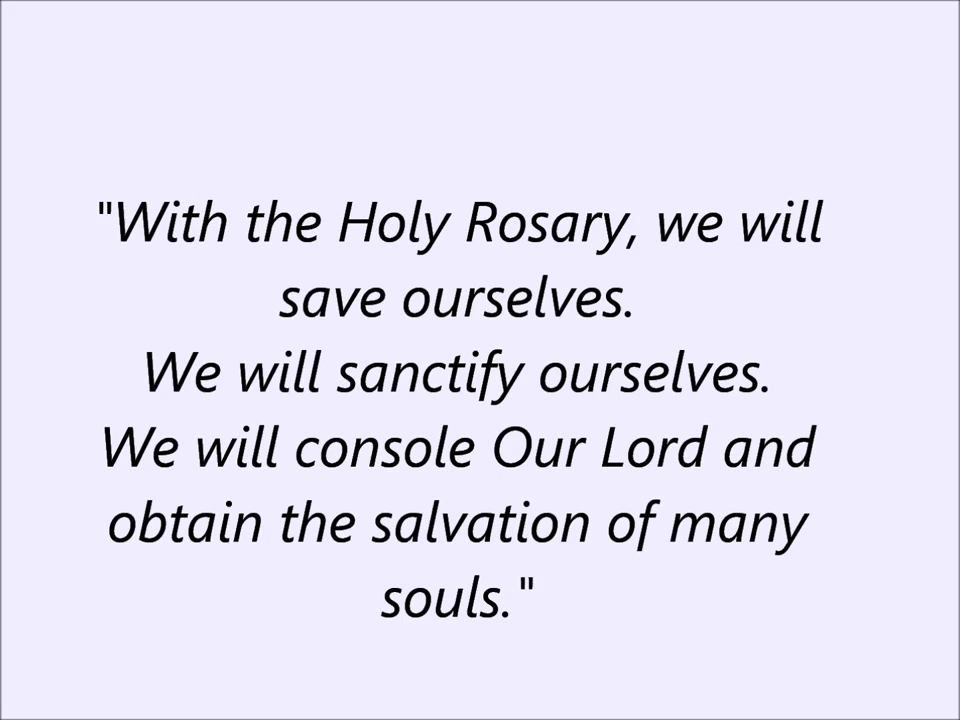 "With the Holy Rosary, we will
save ourselves.
We will sanctify ourselves.
We will console Our Lord and
obtain the salvation of many
souls."